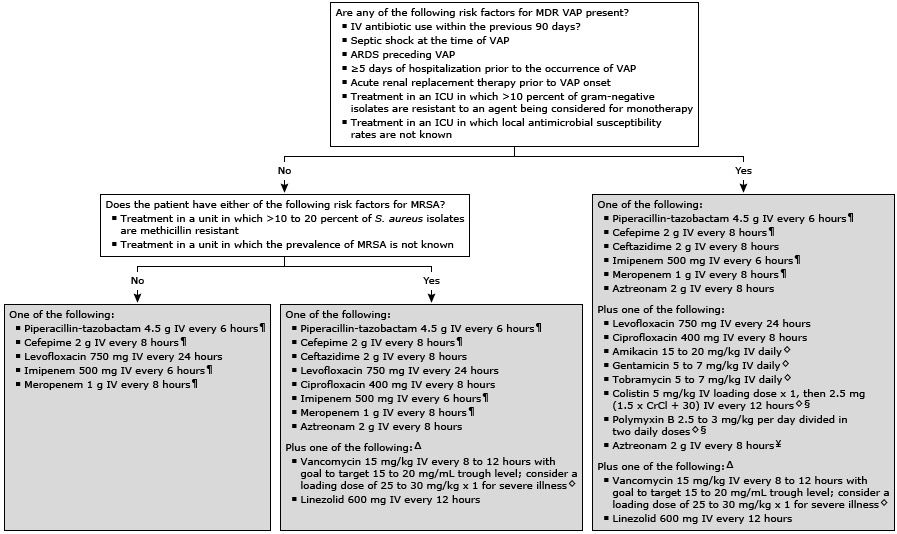 Are any of the following risk factors for MDR VAP present?
▪ IV antibiotic use within the previous 90 days?
▪ Septic shock at the time of VAP
▪ ARDS preceding VAP
▪ ≥5 days of hospitalization prior to the occurrence of VAP
▪ Acute renal replacement therapy prior to VAP onset
▪ Treatment in an ICU in which >10 percent of gram-negative
isolates are resistant to an agent being considered for monotherapy
▪ Treatment in an ICU in which local antimicrobial susceptibility
rates are not known
No
Yes
Does the patient have either of the following risk factors for MRSA?
▪ Treatment in a unit in which >10 to 20 percent of S. aureus isolates
are methicillin resistant
▪ Treatment in a unit in which the prevalence of MRSA is not known
No
Yes
One of the following:
▪ Piperacillin-tazobactam 4.5 g IV every 6 hours¶
▪ Cefepime 2 g IV every 8 hours¶
▪ Levofloxacin 750 mg IV every 24 hours
▪ Imipenem 500 mg IV every 6 hours¶
▪ Meropenem 1 g IV every 8 hours¶
One of the following:
▪ Piperacillin-tazobactam 4.5 g IV every 6 hours¶
▪ Cefepime 2 g IV every 8 hours¶
▪ Ceftazidime 2 g IV every 8 hours
▪ Levofloxacin 750 mg IV every 24 hours
▪ Ciprofloxacin 400 mg IV every 8 hours
▪ Imipenem 500 mg IV every 6 hours¶
▪ Meropenem 1 g IV every 8 hours¶
▪ Aztreonam 2 g IV every 8 hours
Plus one of the following:Δ
▪ Vancomycin 15 mg/kg IV every 8 to 12 hours with
goal to target 15 to 20 mg/mL trough level; consider a
loading dose of 25 to 30 mg/kg x 1 for severe illness◇
▪ Linezolid 600 mg IV every 12 hours
One of the following:
▪ Piperacillin-tazobactam 4.5 g IV every 6 hours¶
▪ Cefepime 2 g IV every 8 hours¶
▪ Ceftazidime 2 g IV every 8 hours
▪ Imipenem 500 mg IV every 6 hours¶
▪ Meropenem 1 g IV every 8 hours¶
▪ Aztreonam 2 g IV every 8 hours
Plus one of the following:
▪ Levofloxacin 750 mg IV every 24 hours
▪ Ciprofloxacin 400 mg IV every 8 hours
▪ Amikacin 15 to 20 mg/kg IV daily◇
▪ Gentamicin 5 to 7 mg/kg IV daily◇
▪ Tobramycin 5 to 7 mg/kg IV daily◇
▪ Colistin 5 mg/kg IV loading dose x 1, then 2.5 mg
(1.5 x CrCl + 30) IV every 12 hours◇§
▪ Polymyxin B 2.5 to 3 mg/kg per day divided in
two daily doses◇§
▪ Aztreonam 2 g IV every 8 hours¥
Plus one of the following:Δ
▪ Vancomycin 15 mg/kg IV every 8 to 12 hours with
goal to target 15 to 20 mg/mL trough level; consider a
loading dose of 25 to 30 mg/kg x 1 for severe illness◇
▪ Linezolid 600 mg IV every 12 hours